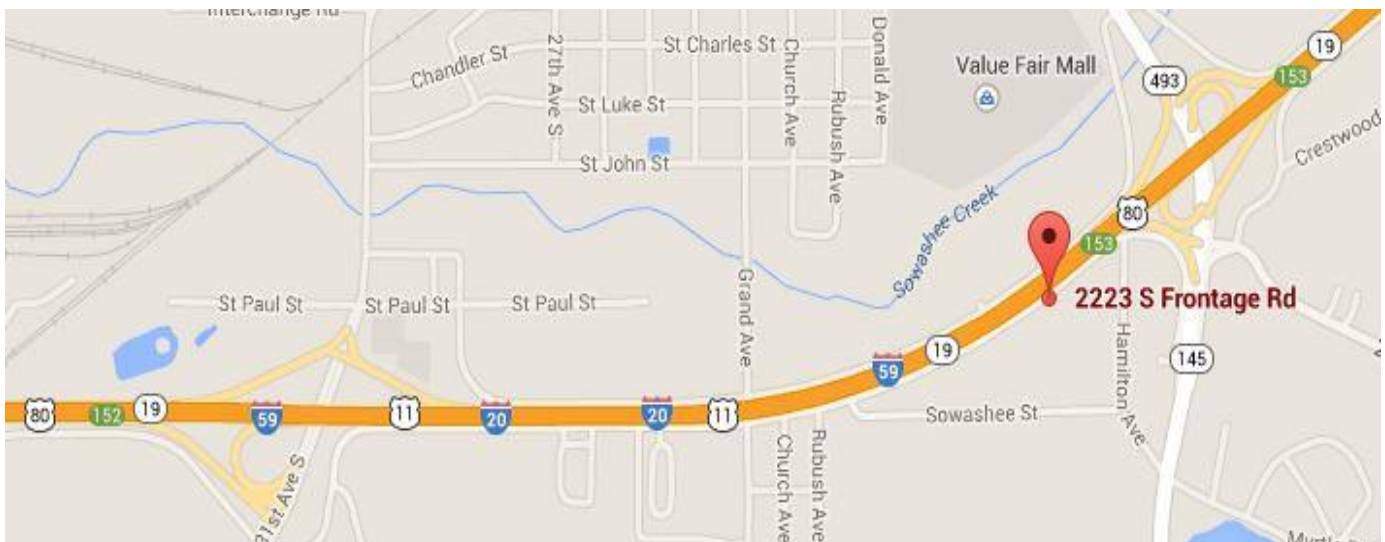 Interchange Rd
Chandler St
27th Ave S
St Charles St
Church Ave
Donald Ave
Value Fair Mall
493
19
153
St Luke St
Rubush Ave
Crestwood
St John St
Sowashee Creek
80
153
St Paul St
St Paul St
St Paul St
Grand Ave
2223 S Frontage Rd
Hamilton Ave
145
19
59
80
152
19
59
11
20
20
11
Sowashee St
31st Ave S
Church Ave
Rubush Ave